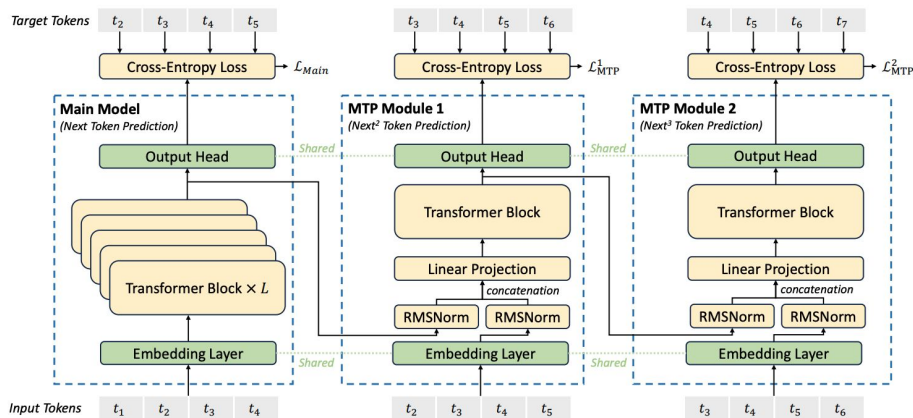 Target Tokens t₂ t₃ t₄ t₅ t₃ t₄ t₅ t₆ t₄ t₅ t₆ t₇
Cross-Entropy Loss ℒ_Main Cross-Entropy Loss ℒ¹_MTP Cross-Entropy Loss ℒ²_MTP
Main Model MTP Module 1 MTP Module 2
(Next Token Prediction) (Next² Token Prediction) (Next³ Token Prediction)
Shared Shared
Output Head Output Head Output Head
Transformer Block Transformer Block
Linear Projection Linear Projection
Transformer Block × L
concatenation concatenation
RMSNorm RMSNorm RMSNorm RMSNorm
Embedding Layer Embedding Layer Embedding Layer
Shared Shared
Input Tokens t₁ t₂ t₃ t₄ t₂ t₃ t₄ t₅ t₃ t₄ t₅ t₆